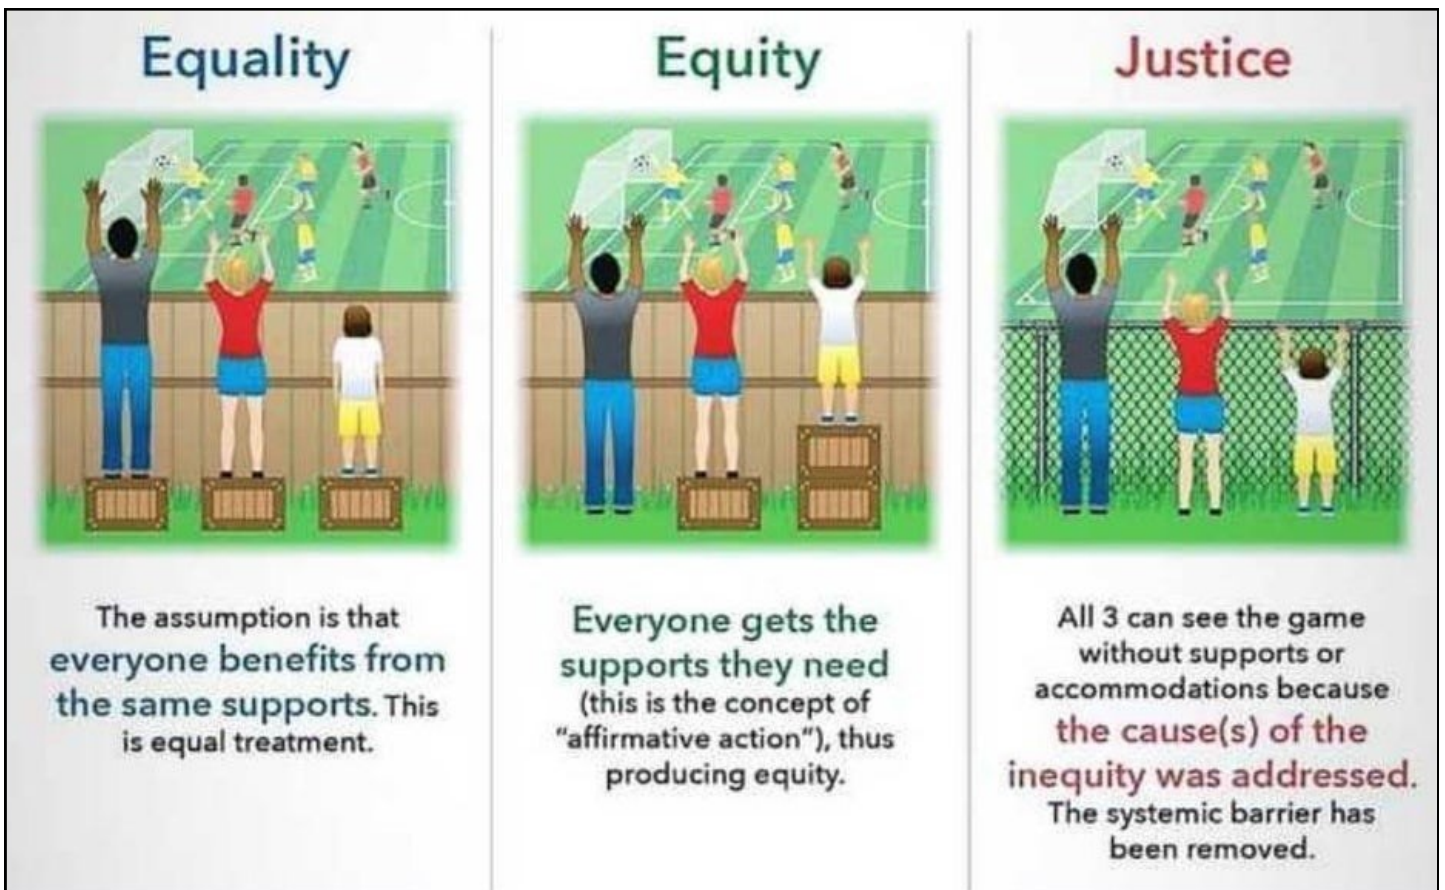 Equality
The assumption is that
everyone benefits from
the same supports. This
is equal treatment.
Equity
Everyone gets the
supports they need
(this is the concept of
"affirmative action"), thus
producing equity.
Justice
All 3 can see the game
without supports or
accommodations because
the cause(s) of the
inequity was addressed.
The systemic barrier has
been removed.